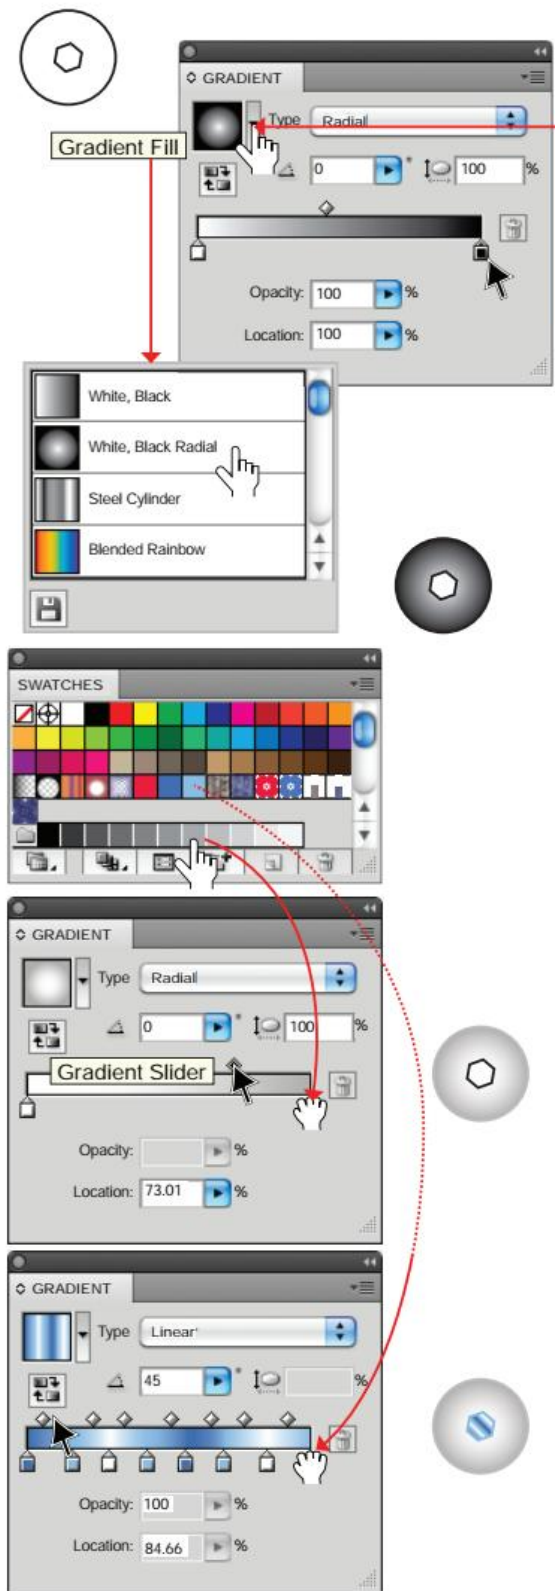 GRADIENT
Type Radial
Gradient Fill
0 ° 100 %
Opacity: 100 %
Location: 100 %
White, Black
White, Black Radial
Steel Cylinder
Blended Rainbow
SWATCHES
GRADIENT
Type Radial
0 ° 100 %
Gradient Slider
Opacity: %
Location: 73.01 %
GRADIENT
Type Linear
45 ° %
Opacity: 100 %
Location: 84.66 %